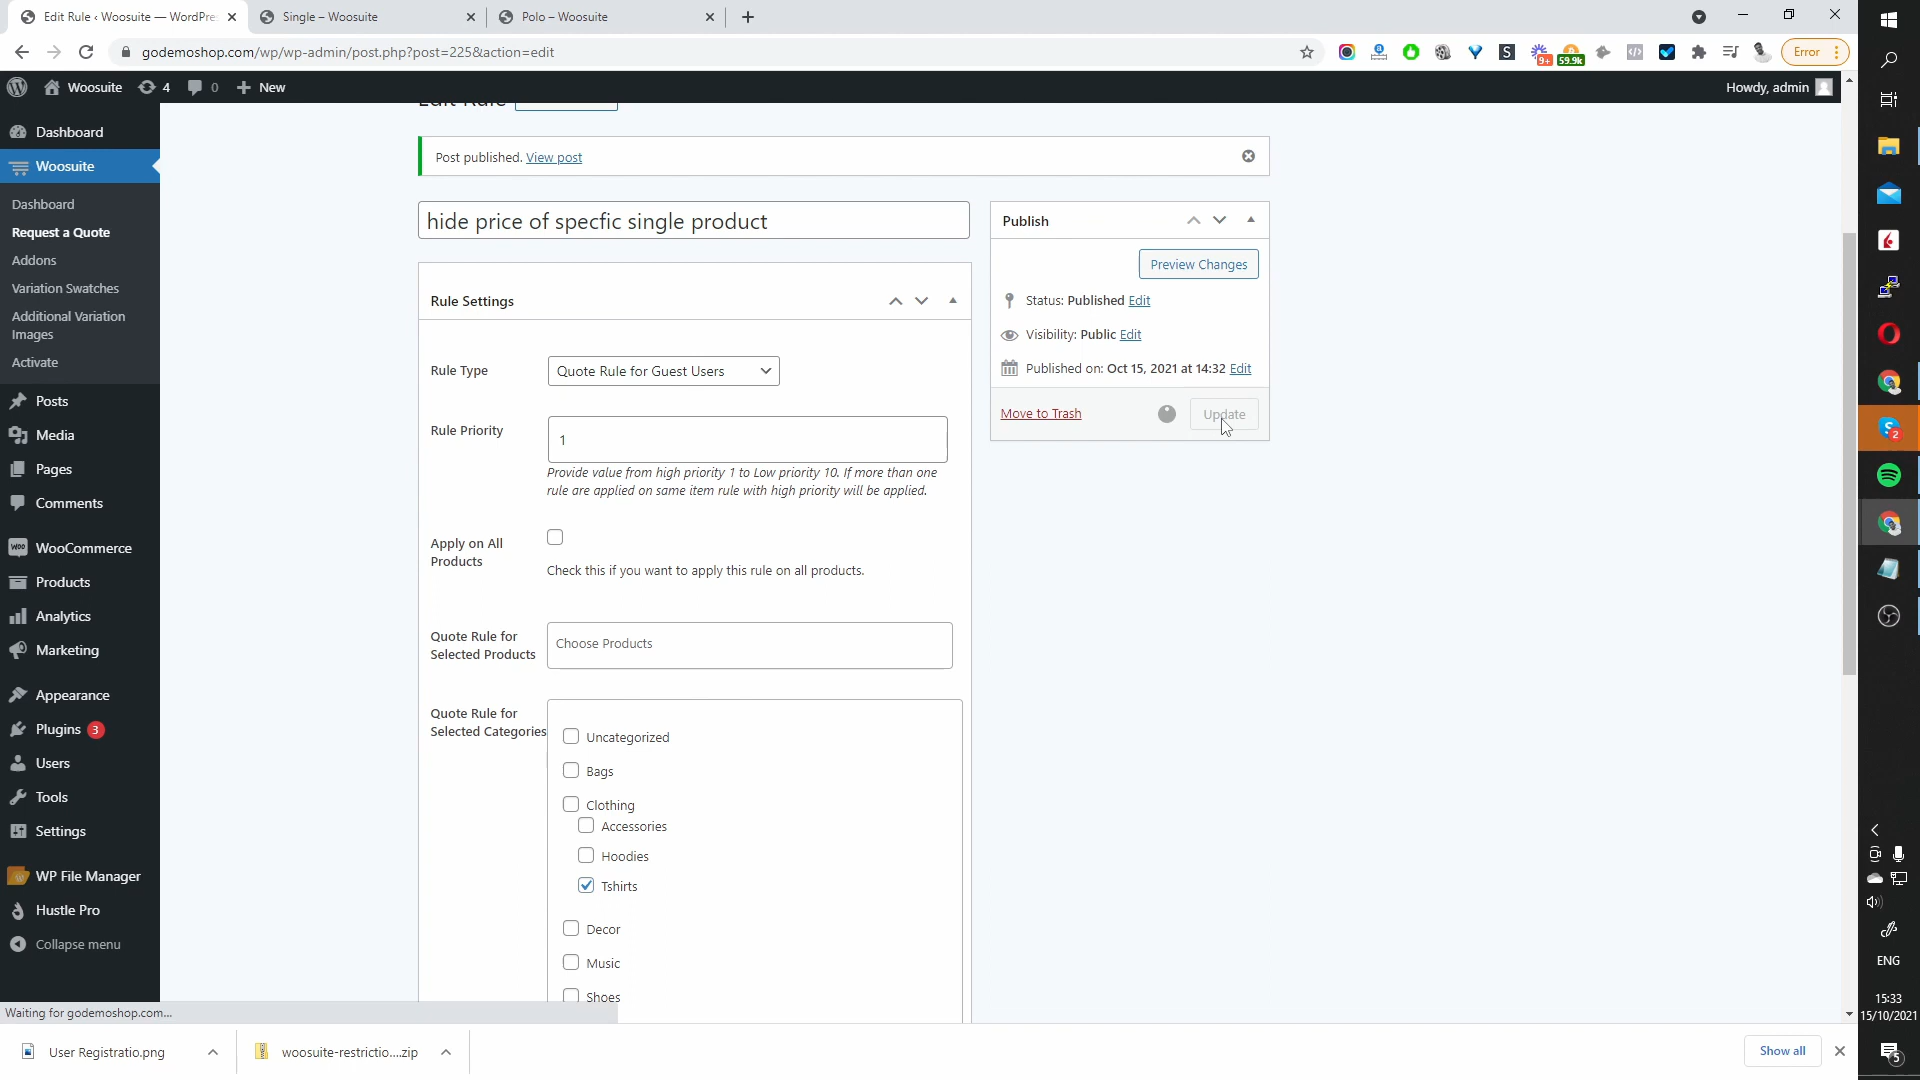 Edit Rule ‹ Woosuite — WordPre
Single – Woosuite
Polo – Woosuite
godemoshop.com/wp/wp-admin/post.php?post=225&action=edit
S
9+
59.9k
Error
Woosuite
4
0
New
Howdy, admin
Dashboard
Woosuite
Dashboard
Request a Quote
Addons
Variation Swatches
Additional Variation
Images
Activate
Posts
Media
Pages
Comments
WooCommerce
Products
Analytics
Marketing
Appearance
Plugins 3
Users
Tools
Settings
WP File Manager
Hustle Pro
Collapse menu
Edit Rule
Post published. View post
hide price of specfic single product
Rule Settings
Rule Type
Quote Rule for Guest Users
Rule Priority
1
Provide value from high priority 1 to Low priority 10. If more than one
rule are applied on same item rule with high priority will be applied.
Apply on All
Products
Check this if you want to apply this rule on all products.
Quote Rule for
Selected Products
Choose Products
Quote Rule for
Selected Categories
Uncategorized
Bags
Clothing
Accessories
Hoodies
Tshirts
Decor
Music
Shoes
Publish
Preview Changes
Status: Published Edit
Visibility: Public Edit
Published on: Oct 15, 2021 at 14:32 Edit
Move to Trash
Update
Waiting for godemoshop.com...
User Registratio.png
woosuite-restrictio....zip
Show all
2
ENG
15:33
15/10/2021
5